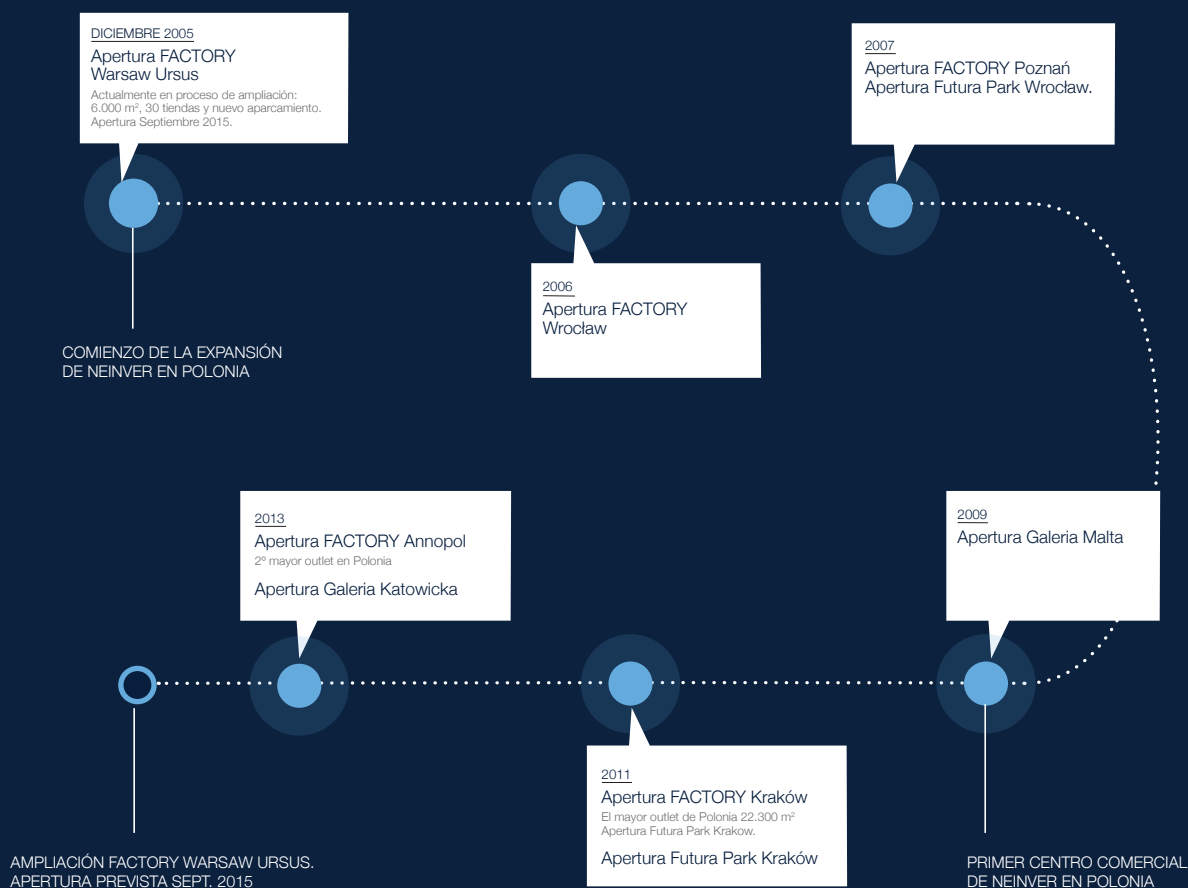 DICIEMBRE 2005
Apertura FACTORY
Warsaw Ursus
Actualmente en proceso de ampliación:
6.000 m², 30 tiendas y nuevo aparcamiento.
Apertura Septiembre 2015.
COMIENZO DE LA EXPANSIÓN
DE NEINVER EN POLONIA
2006
Apertura FACTORY
Wrocław
2007
Apertura FACTORY Poznań
Apertura Futura Park Wrocław.
2009
Apertura Galeria Malta
PRIMER CENTRO COMERCIAL
DE NEINVER EN POLONIA
2011
Apertura FACTORY Kraków
El mayor outlet de Polonia 22.300 m²
Apertura Futura Park Krakow.
Apertura Futura Park Kraków
2013
Apertura FACTORY Annopol
2º mayor outlet en Polonia
Apertura Galeria Katowicka
AMPLIACIÓN FACTORY WARSAW URSUS.
APERTURA PREVISTA SEPT. 2015